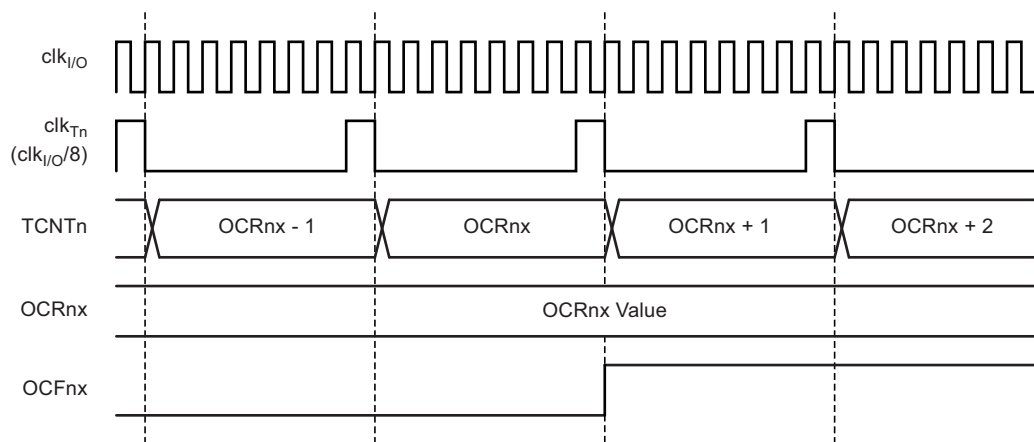 clkI/O
clkTn
(clkI/O/8)
TCNTn
OCRnx - 1
OCRnx
OCRnx + 1
OCRnx + 2
OCRnx
OCRnx Value
OCFnx